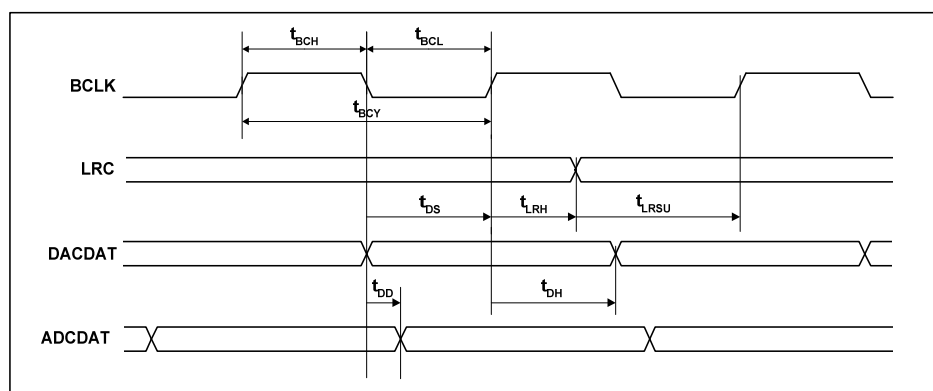 tBCH tBCL
BCLK
tBCY
LRC
tDS tLRH tLRSU
DACDAT
tDD tDH
ADCDAT